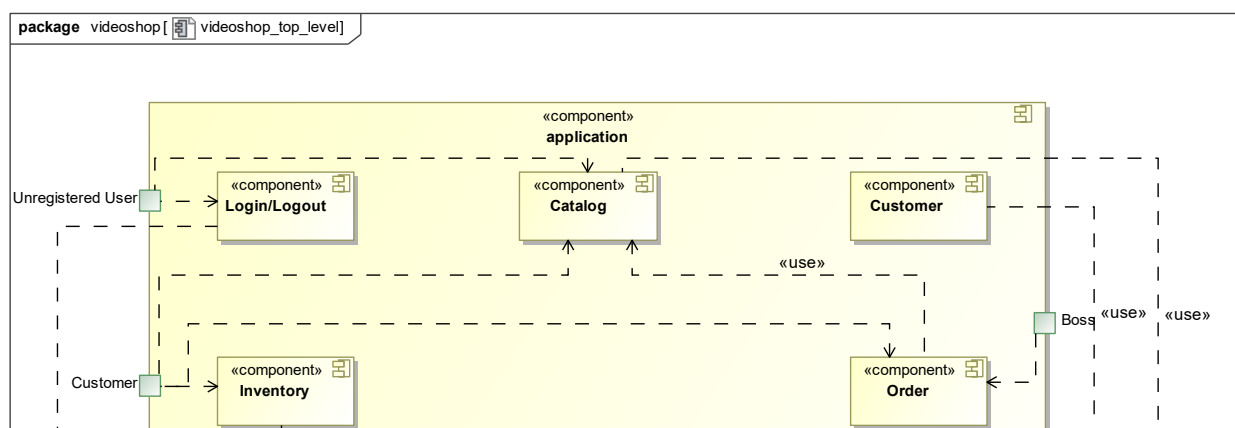 package videoshop [ videoshop_top_level]
«component»
application
Unregistered User
«component»
Login/Logout
«component»
Catalog
«component»
Customer
«use»
Boss
«use»
«use»
Customer
«component»
Inventory
«component»
Order